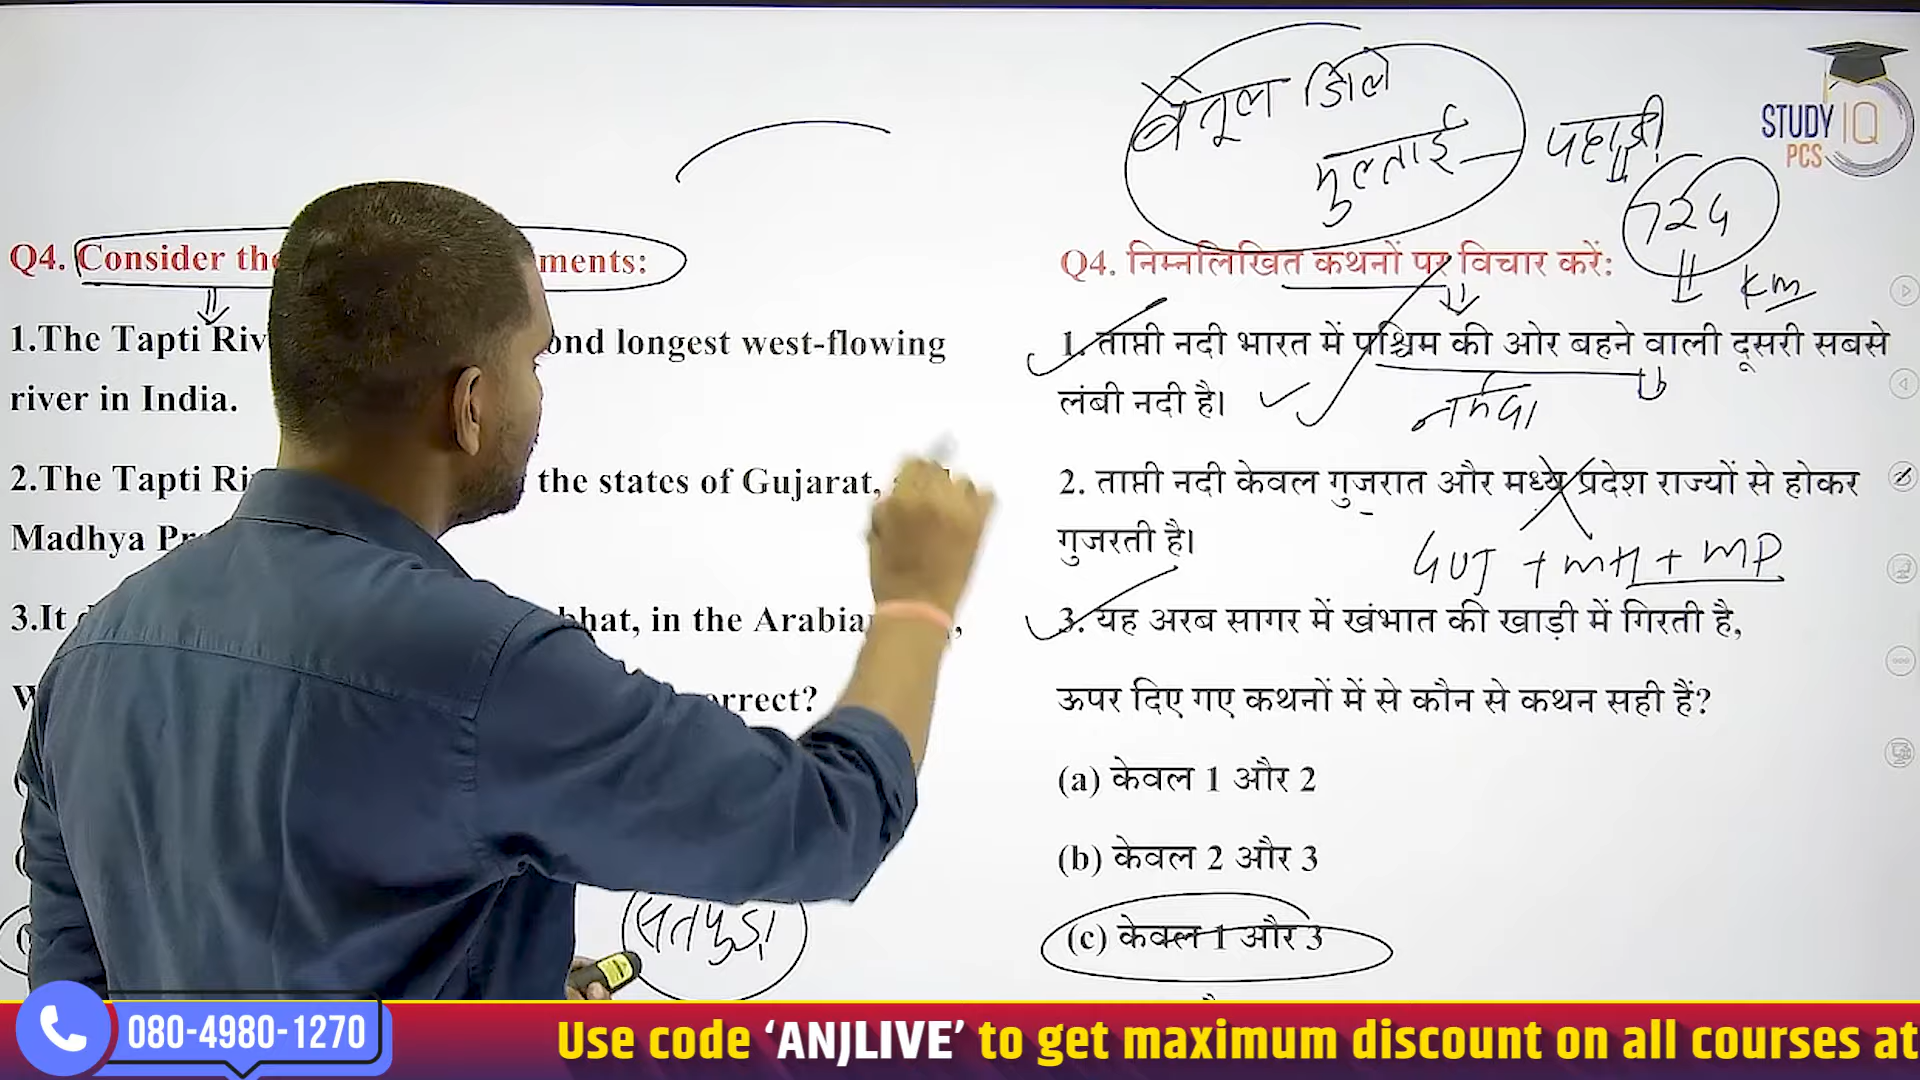 बेतूल जिले
मुलताई
पहाड़ी
STUDY IQ
PCS
km
Q4. Consider the ments:
1.The Tapti Riv ond longest west-flowing
river in India.
2.The Tapti Ri the states of Gujarat,
Madhya Pr
3.It bhat, in the Arabia
W orrect?
सतपुड़ा
Q4. निम्नलिखित कथनों पर विचार करें:
1. ताप्ती नदी भारत में पश्चिम की ओर बहने वाली दूसरी सबसे
लंबी नदी है।
नर्मदा
2. ताप्ती नदी केवल गुजरात और मध्य प्रदेश राज्यों से होकर
गुजरती है।
GUJ + MH + MP
3. यह अरब सागर में खंभात की खाड़ी में गिरती है,
ऊपर दिए गए कथनों में से कौन से कथन सही हैं?
(a) केवल 1 और 2
(b) केवल 2 और 3
(c) केवल 1 और 3
080-4980-1270
Use code ‘ANJLIVE’ to get maximum discount on all courses at